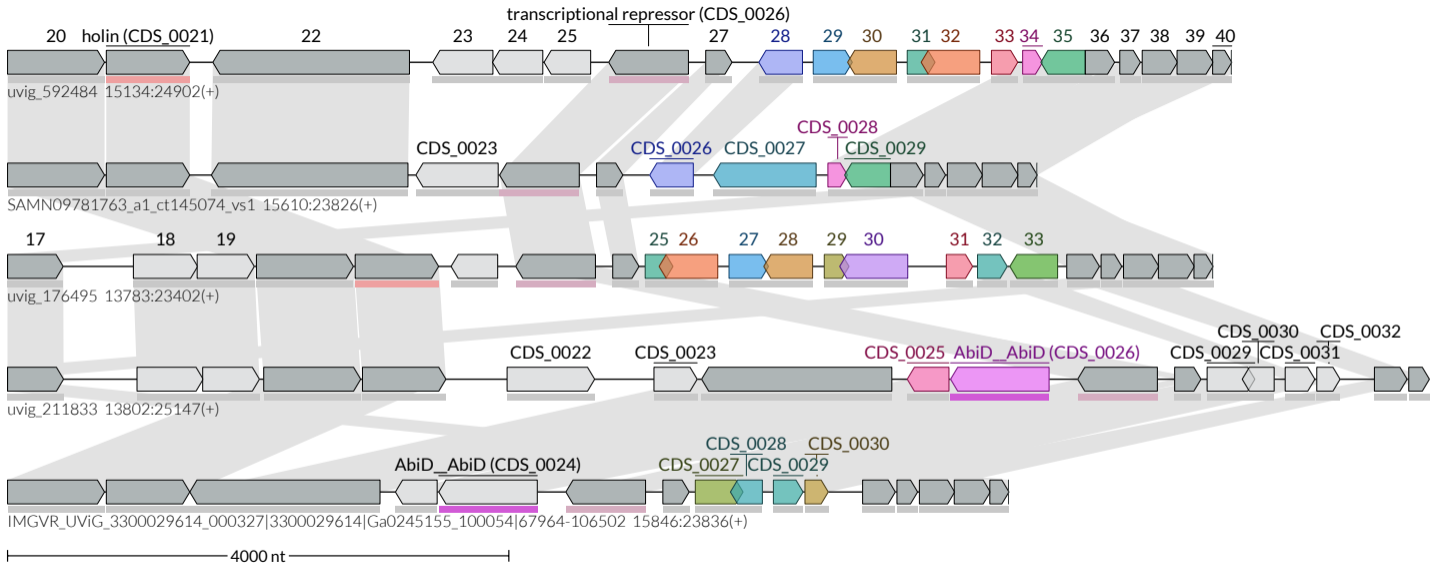 transcriptional repressor (CDS_0026)
20 holin (CDS_0021) 22 23 24 25 27 28 29 30 31 32 33 34 35 36 37 38 39 40
uvig_592484 15134:24902(+)
CDS_0028
CDS_0023 CDS_0026 CDS_0027 CDS_0029
SAMN09781763_a1_ct145074_vs1 15610:23826(+)
17 18 19 25 26 27 28 29 30 31 32 33
uvig_176495 13783:23402(+)
CDS_0030 CDS_0032
CDS_0022 CDS_0023 CDS_0025 AbiD__AbiD (CDS_0026) CDS_0029 CDS_0031
uvig_211833 13802:25147(+)
CDS_0028 CDS_0030
AbiD__AbiD (CDS_0024) CDS_0027 CDS_0029
IMGVR_UViG_3300029614_000327|3300029614|Ga0245155_100054|67964-106502 15846:23836(+)
4000 nt